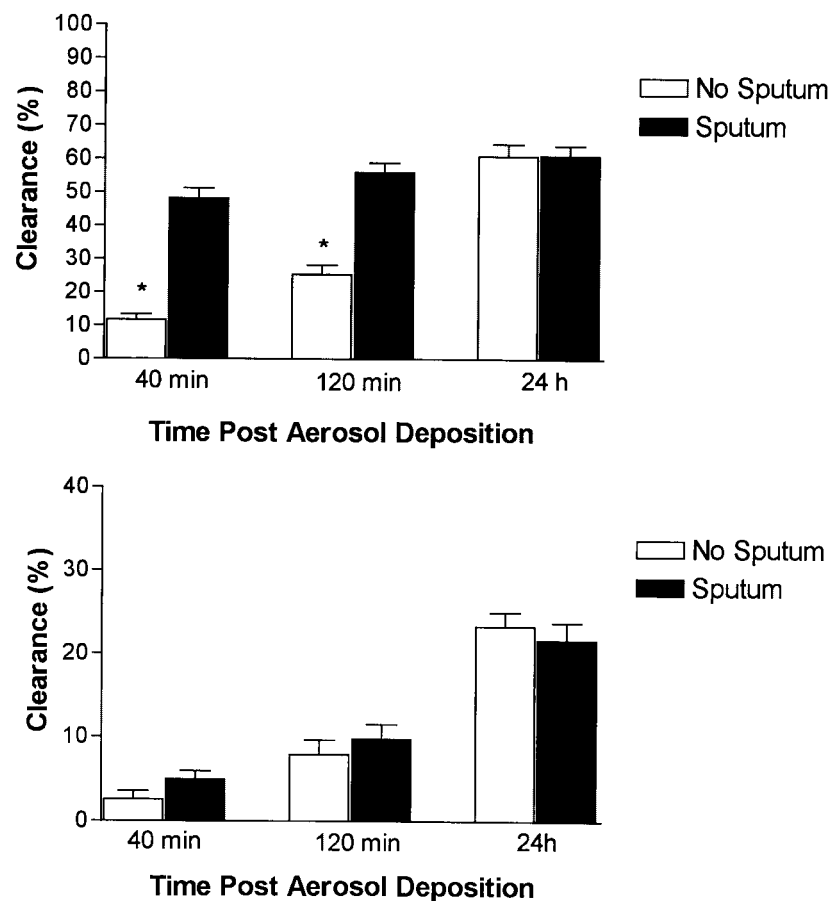 100
90
80
70
60
50
40
30
20
10
0
Clearance (%)
*
*
40 min 120 min 24 h
Time Post Aerosol Deposition
No Sputum
Sputum
40
30
20
10
0
Clearance (%)
40 min 120 min 24h
Time Post Aerosol Deposition
No Sputum
Sputum